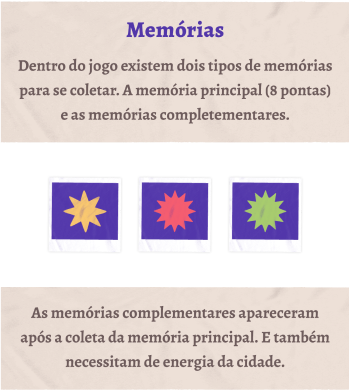 Memórias
Dentro do jogo existem dois tipos de memórias
para se coletar. A memória principal (8 pontas)
e as memórias completementares.
As memórias complementares apareceram
após a coleta da memória principal. E também
necessitam de energia da cidade.